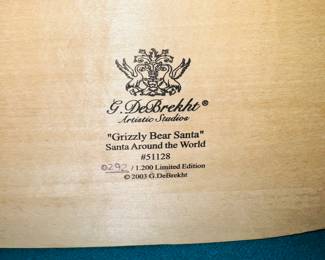 G.DeBrekht®
Artistic Studios
"Grizzly Bear Santa"
Santa Around the World
#51128
0292 / 1.200 Limited Edition
© 2003 G.DeBrekht